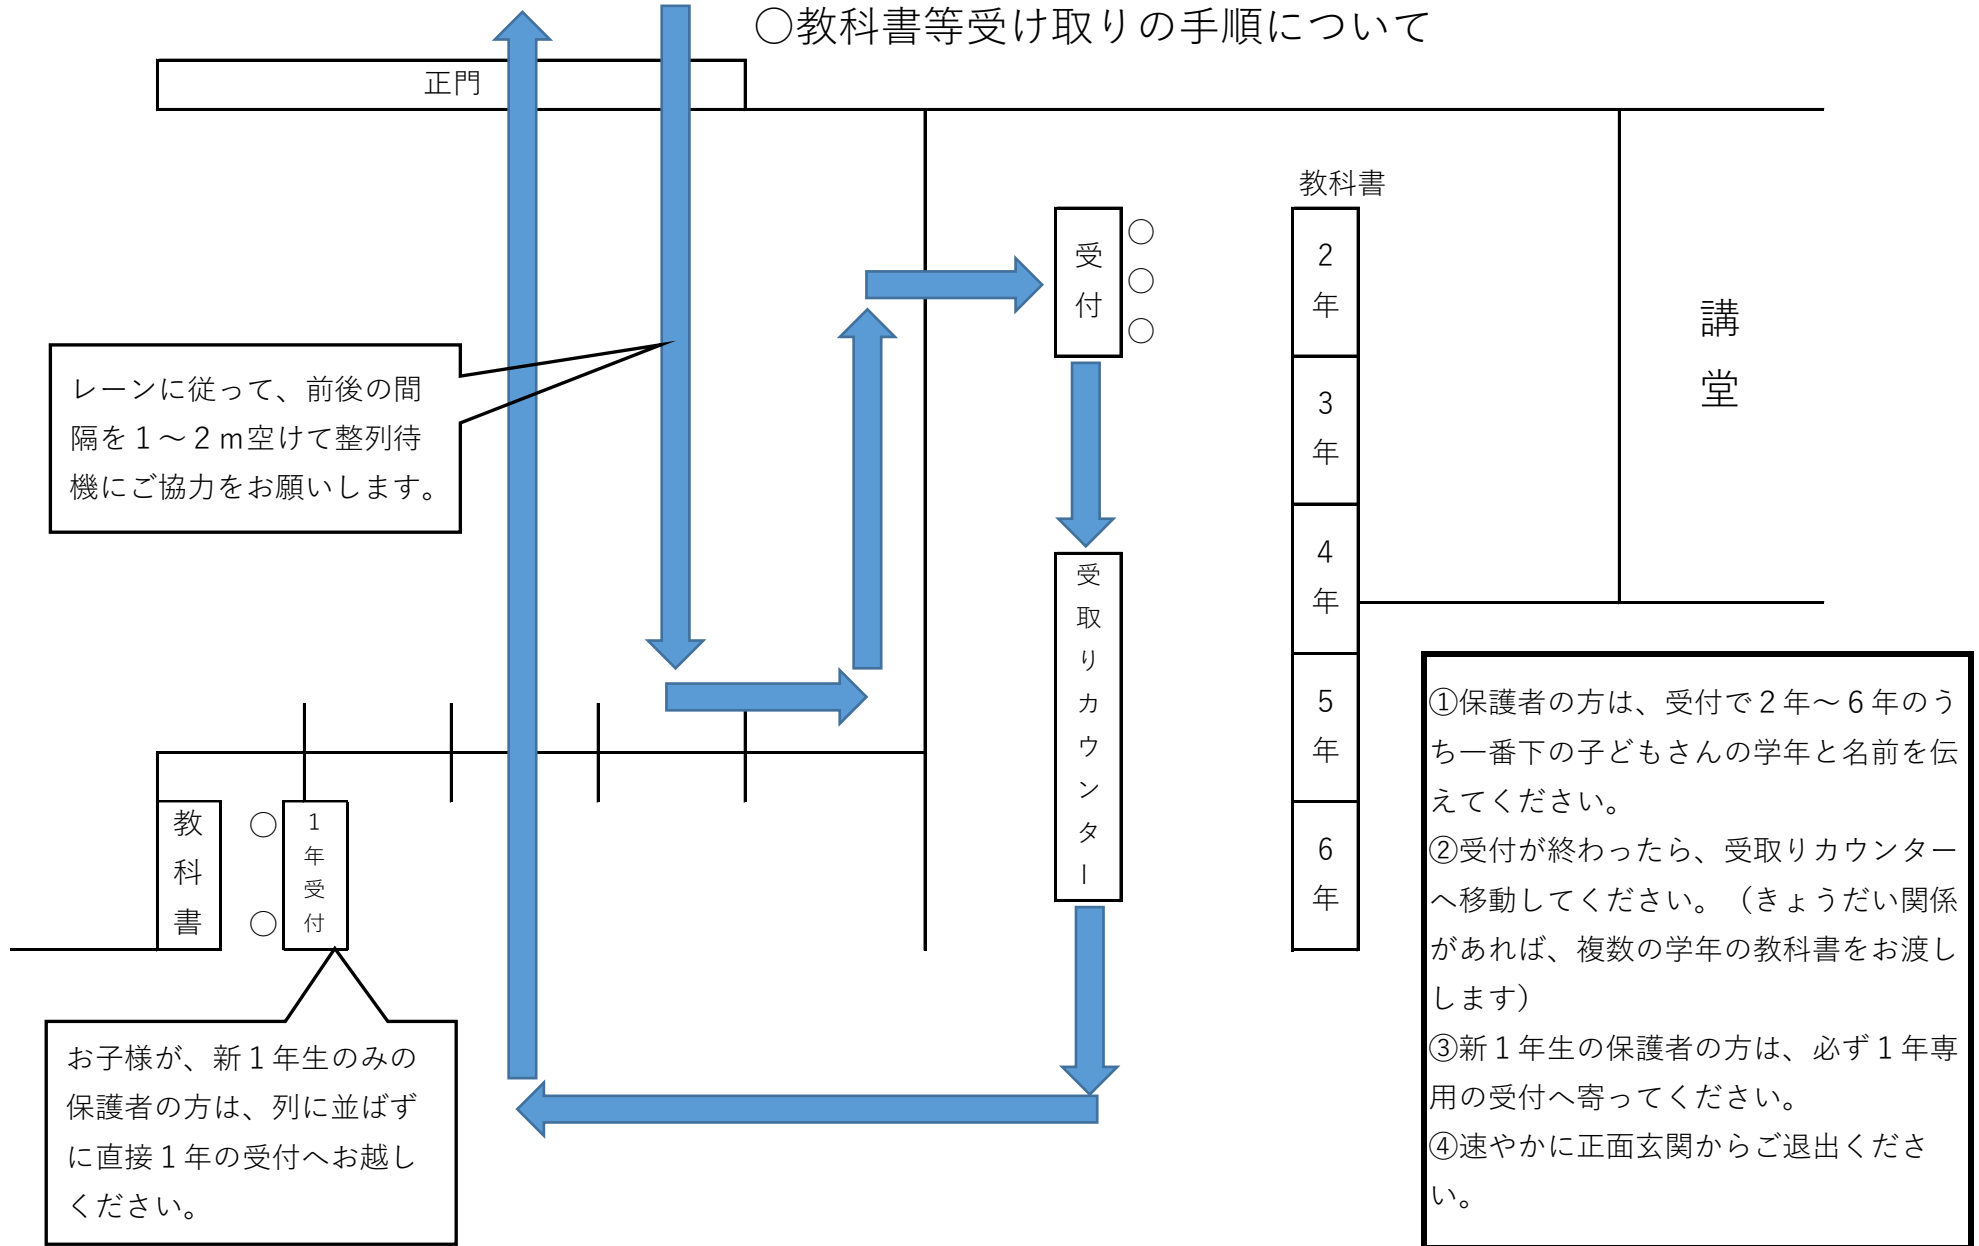 ○教科書等受け取りの手順について
正門
教科書
受付
○
○
○
2年
3年
4年
5年
6年
講堂
レーンに従って、前後の間
隔を１～２ｍ空けて整列待
機にご協力をお願いします。
受取りカウンター
教科書
○
○
1年受付
お子様が、新１年生のみの
保護者の方は、列に並ばず
に直接１年の受付へお越し
ください。
①保護者の方は、受付で２年～６年のう
ち一番下の子どもさんの学年と名前を伝
えてください。
②受付が終わったら、受取りカウンター
へ移動してください。（きょうだい関係
があれば、複数の学年の教科書をお渡し
します）
③新１年生の保護者の方は、必ず１年専
用の受付へ寄ってください。
④速やかに正面玄関からご退出くださ
い。